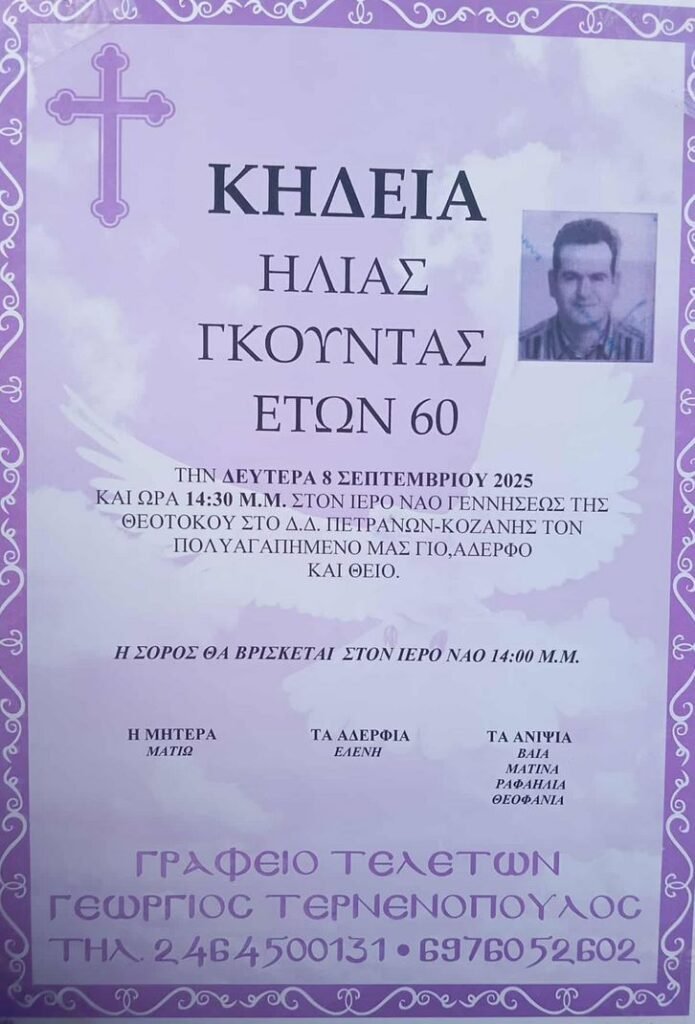 ΚΗΔΕΙΑ
ΗΛΙΑΣ
ΓΚΟΥΝΤΑΣ
ΕΤΩΝ 60
ΤΗΝ ΔΕΥΤΕΡΑ 8 ΣΕΠΤΕΜΒΡΙΟΥ 2025
ΚΑΙ ΩΡΑ 14:30 Μ.Μ. ΣΤΟΝ ΙΕΡΟ ΝΑΟ ΓΕΝΝΗΣΕΩΣ ΤΗΣ
ΘΕΟΤΟΚΟΥ ΣΤΟ Δ.Δ. ΠΕΤΡΑΝΩΝ-ΚΟΖΑΝΗΣ ΤΟΝ
ΠΟΛΥΑΓΑΠΗΜΕΝΟ ΜΑΣ ΓΙΟ,ΑΔΕΡΦΟ
ΚΑΙ ΘΕΙΟ.
Η ΣΟΡΟΣ ΘΑ ΒΡΙΣΚΕΤΑΙ ΣΤΟΝ ΙΕΡΟ ΝΑΟ 14:00 Μ.Μ.
Η ΜΗΤΕΡΑ
ΜΑΤΙΩ
ΤΑ ΑΔΕΡΦΙΑ
ΕΛΕΝΗ
ΤΑ ΑΝΙΨΙΑ
ΒΑΙΑ
ΜΑΤΙΝΑ
ΡΑΦΑΗΛΙΑ
ΘΕΟΦΑΝΙΑ
ΓΡΑΦΕΙΟ ΤΕΛΕΤΩΝ
ΓΕΩΡΓΙΟΣ ΤΕΡΝΕΝΟΠΟΥΛΟΣ
ΤΗΛ. 2464500131 • 6976052602